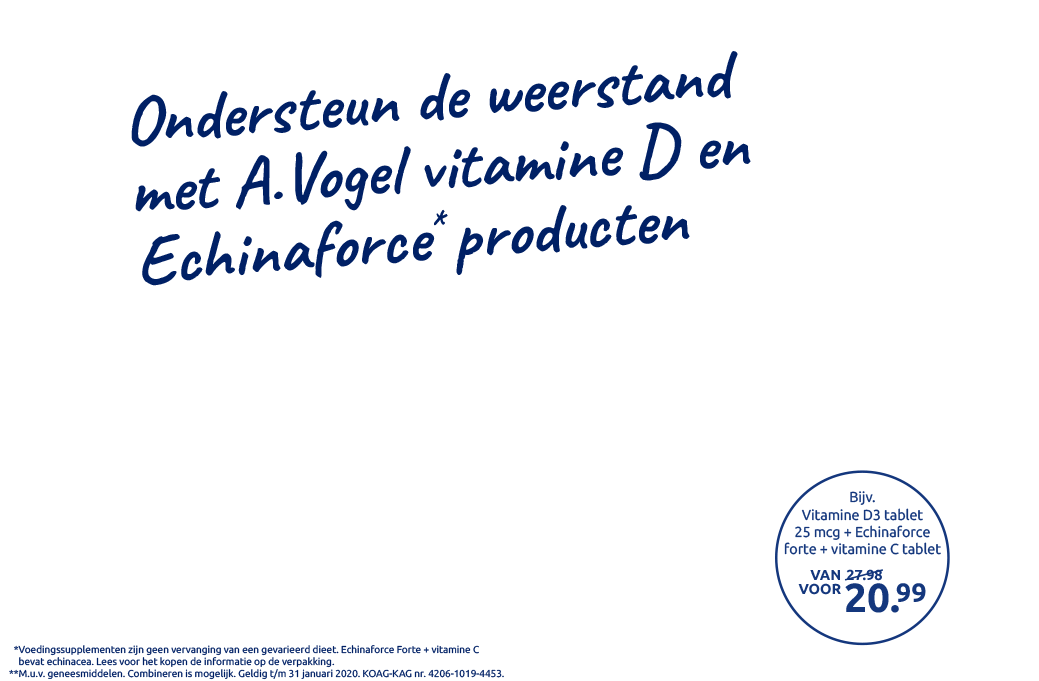 Ondersteun de weerstand
met A.Vogel vitamine D en
Echinaforce* producten
Bijv.
Vitamine D3 tablet
25 mcg + Echinaforce
forte + vitamine C tablet
VAN 27.98
VOOR 20.99
*Voedingssupplementen zijn geen vervanging van een gevarieerd dieet. Echinaforce Forte + vitamine C
bevat echinacea. Lees voor het kopen de informatie op de verpakking.
**M.u.v. geneesmiddelen. Combineren is mogelijk. Geldig t/m 31 januari 2020. KOAG-KAG nr. 4206-1019-4453.